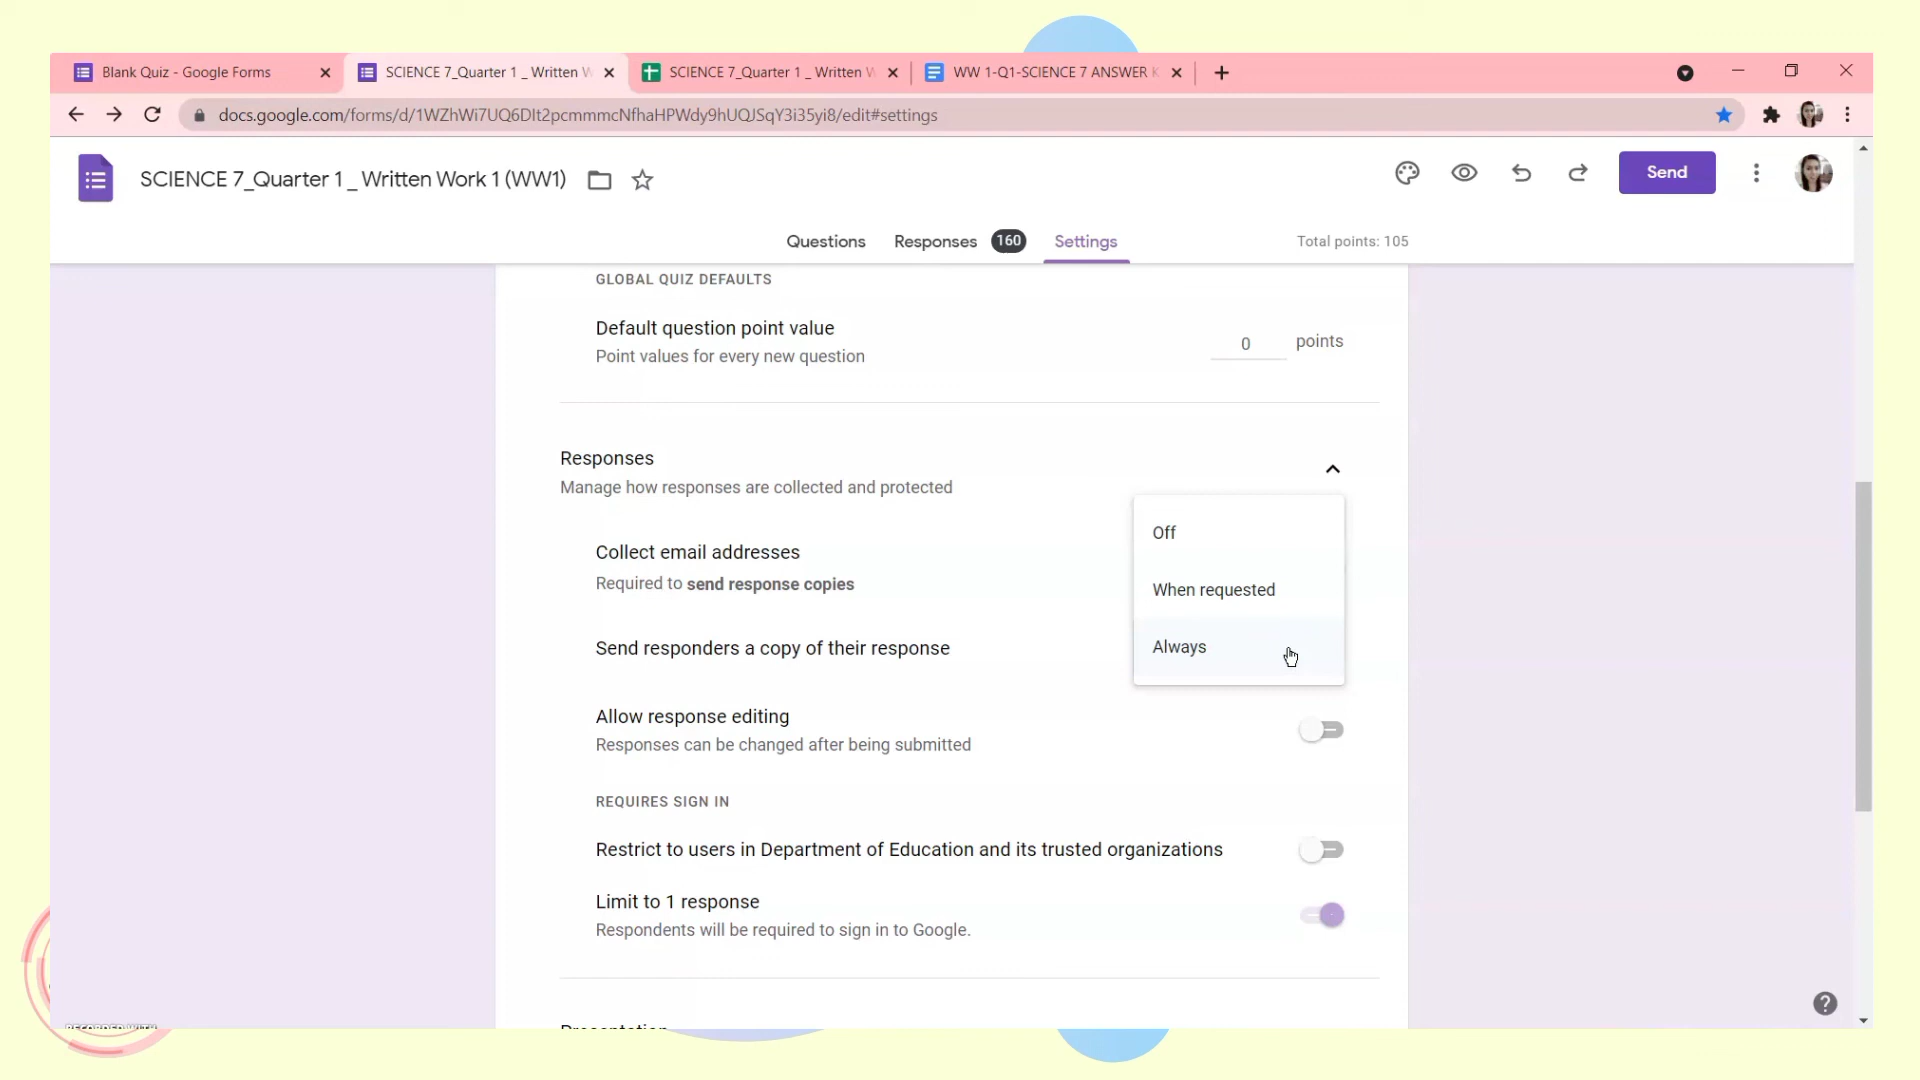 Blank Quiz - Google Forms
SCIENCE 7_Quarter 1 _ Written W
SCIENCE 7_Quarter 1 _ Written W
WW 1-Q1-SCIENCE 7 ANSWER K
docs.google.com/forms/d/1WZhWi7UQ6DIt2pcmmmcNfhaHPWdy9hUQJSqY3i35yi8/edit#settings
SCIENCE 7_Quarter 1 _ Written Work 1 (WW1)
Send
Questions
Responses 160
Settings
Total points: 105
GLOBAL QUIZ DEFAULTS
Default question point value
Point values for every new question
0 points
Responses
Manage how responses are collected and protected
Off
Collect email addresses
Required to send response copies
When requested
Send responders a copy of their response
Always
Allow response editing
Responses can be changed after being submitted
REQUIRES SIGN IN
Restrict to users in Department of Education and its trusted organizations
Limit to 1 response
Respondents will be required to sign in to Google.
Presentation
RECORDED WITH